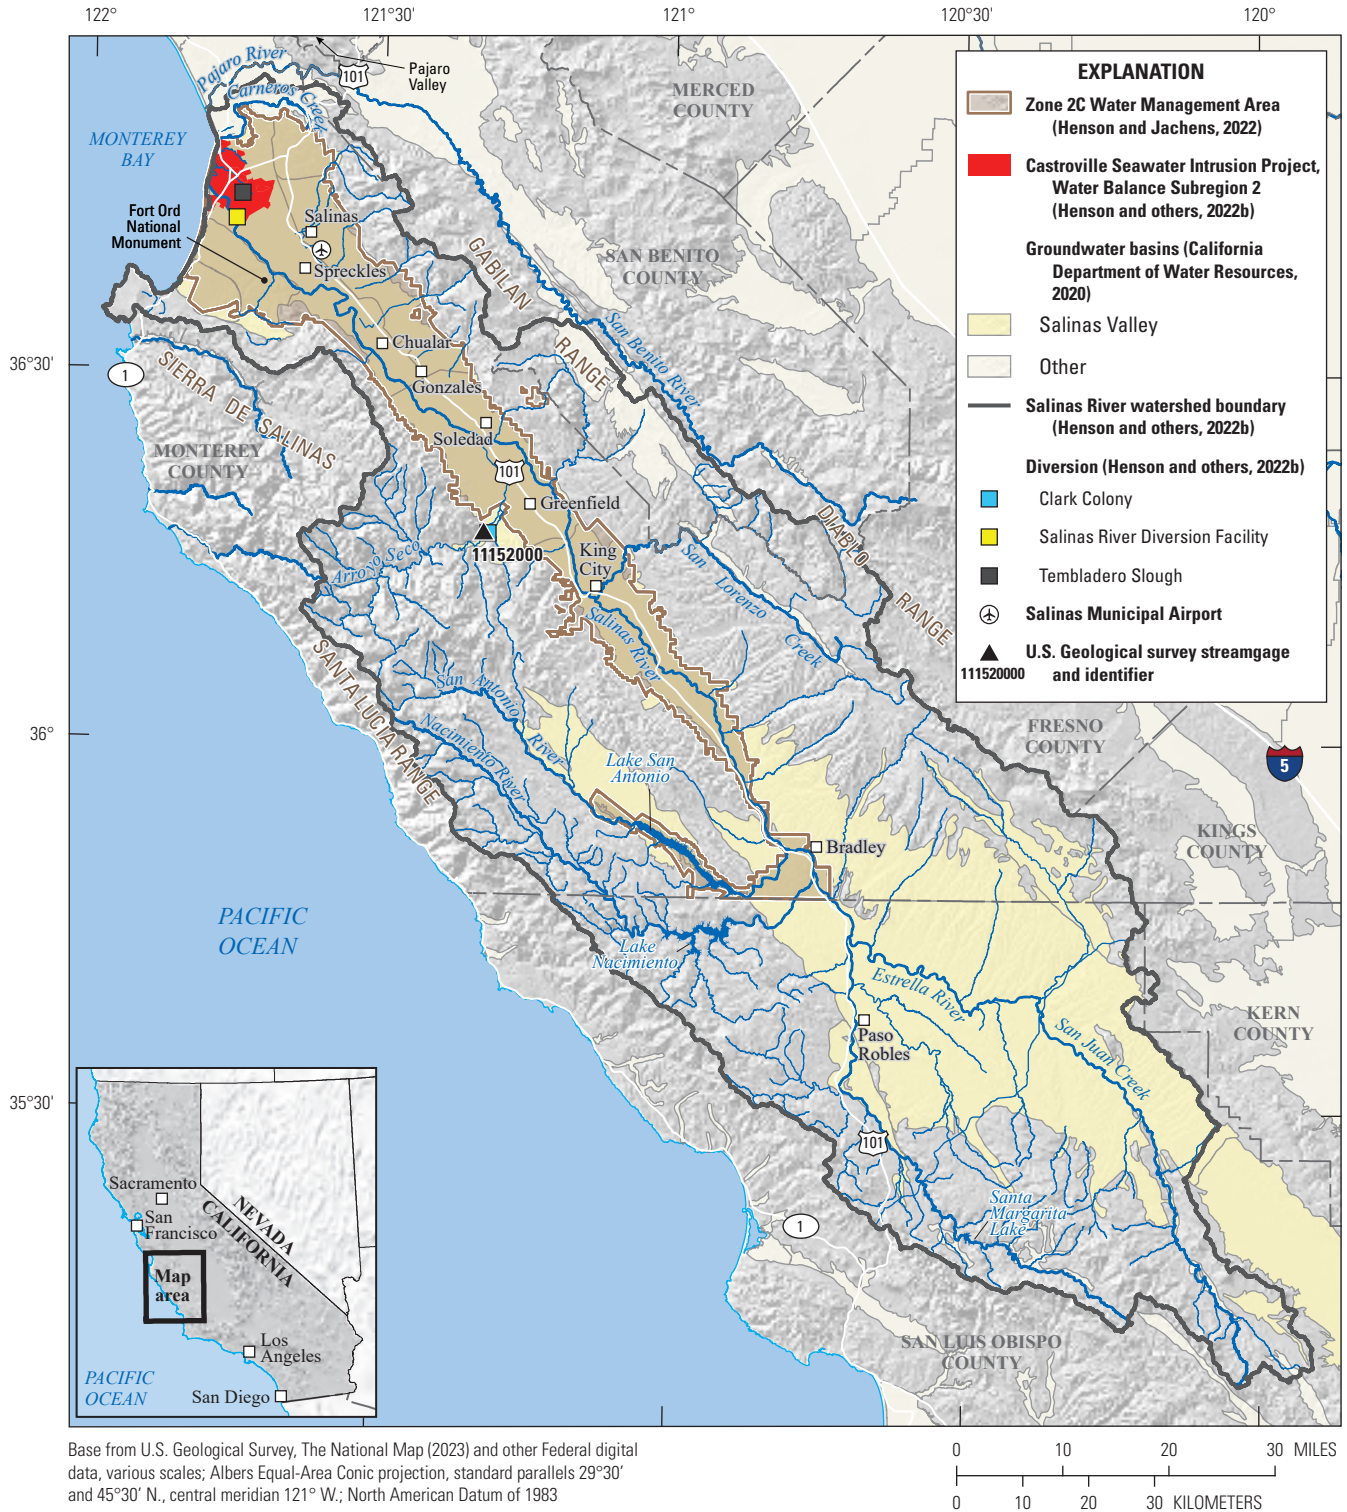 122°
121°30'
121°
120°30'
120°
36°30'
36°
35°30'
Pajaro River
Carneros Creek
101
Pajaro
Valley
MERCED
COUNTY
MONTEREY
BAY
Fort Ord
National
Monument
Salinas
Spreckles
GABILAN
RANGE
SAN BENITO
COUNTY
San Benito River
Chualar
Gonzales
Soledad
101
Greenfield
1
SIERRA DE SALINAS
MONTEREY
COUNTY
11152000
Arroyo Seco
King
City
San Lorenzo Creek
DIABLO
RANGE
Salinas River
SANTA LUCIA RANGE
San Antonio River
Nacimiento River
Lake San
Antonio
Bradley
FRESNO
COUNTY
5
KINGS
COUNTY
PACIFIC
OCEAN
Lake
Nacimiento
Estrella River
San Juan Creek
KERN
COUNTY
Paso
Robles
101
Santa
Margarita
Lake
1
SAN LUIS OBISPO
COUNTY
EXPLANATION
Zone 2C Water Management Area
(Henson and Jachens, 2022)
Castroville Seawater Intrusion Project,
Water Balance Subregion 2
(Henson and others, 2022b)
Groundwater basins (California
Department of Water Resources,
2020)
Salinas Valley
Other
Salinas River watershed boundary
(Henson and others, 2022b)
Diversion (Henson and others, 2022b)
Clark Colony
Salinas River Diversion Facility
Tembladero Slough
Salinas Municipal Airport
U.S. Geological survey streamgage
and identifier
111520000
Sacramento
San
Francisco
NEVADA
CALIFORNIA
Map
area
Los
Angeles
PACIFIC
OCEAN
San Diego
Base from U.S. Geological Survey, The National Map (2023) and other Federal digital
data, various scales; Albers Equal-Area Conic projection, standard parallels 29°30'
and 45°30' N., central meridian 121° W.; North American Datum of 1983
0 10 20 30 MILES
0 10 20 30 KILOMETERS